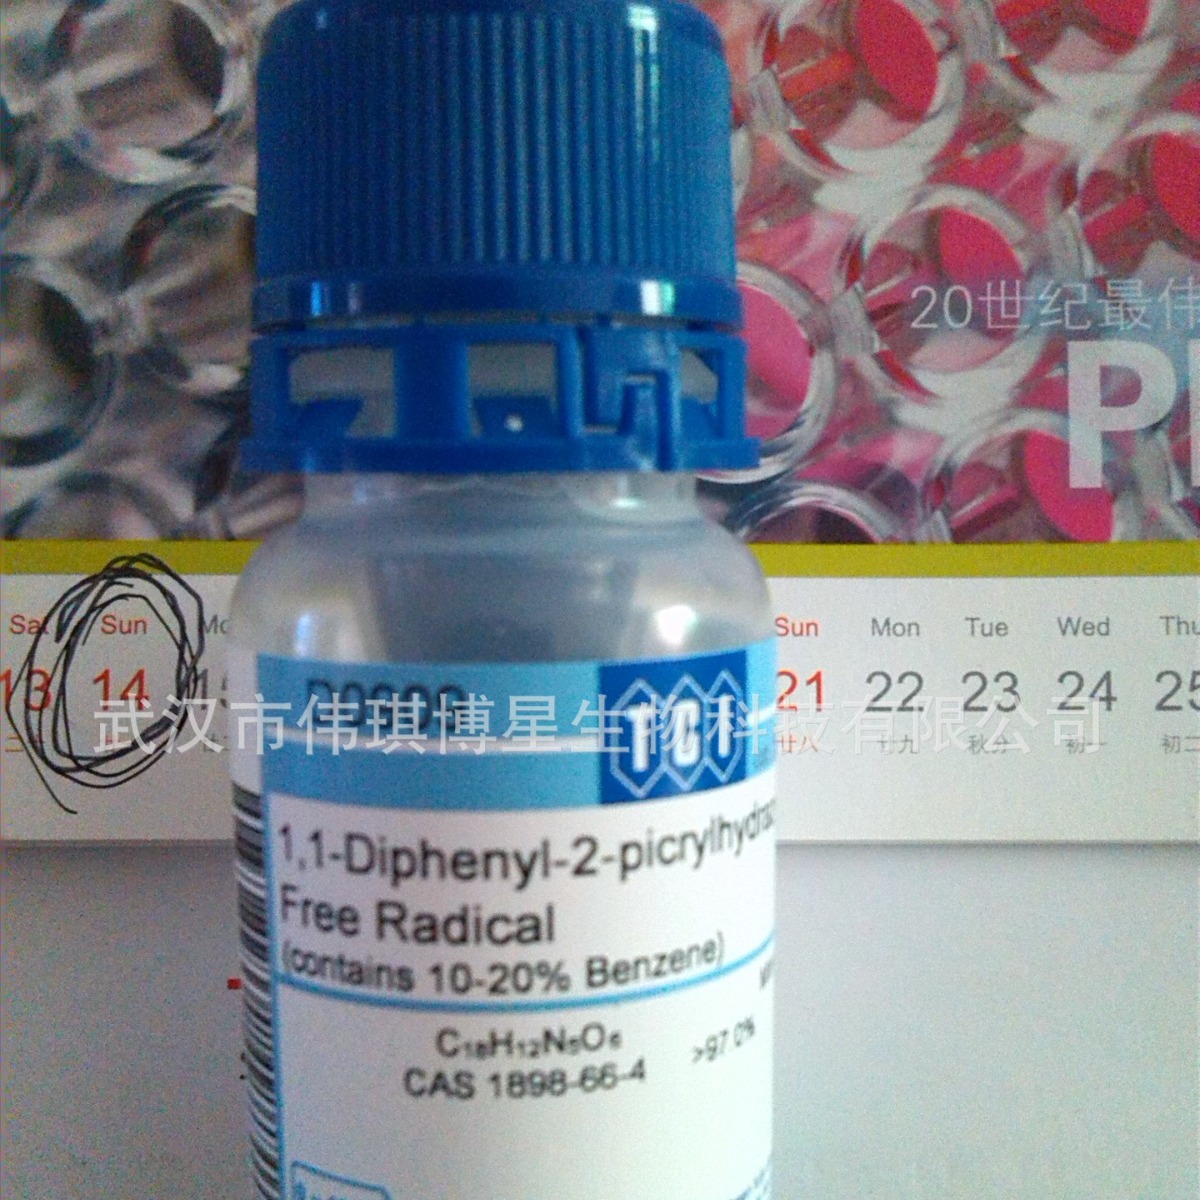 20世纪最伟
Sat Sun
13 14
Sun Mon Tue Wed Thu
21 22 23 24 25
廿八 廿九 秋分 初一 初二
武汉市伟琪博星生物科技有限公司
TCI
1,1-Diphenyl-2-picrylhydraz
Free Radical
(contains 10-20% Benzene)
C₁₈H₁₂N₅O₆
>97.0%
CAS 1898-66-4